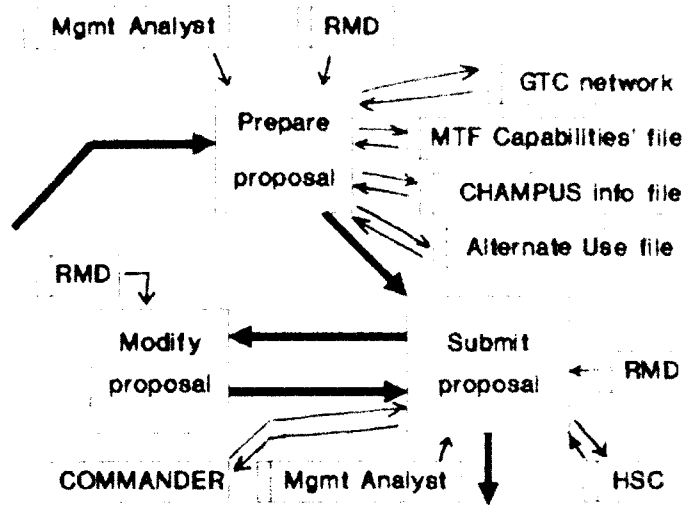 Mgmt Analyst
RMD
GTC network
Prepare
proposal
MTF Capabilities' file
CHAMPUS info file
Alternate Use file
RMD
Modify
proposal
Submit
proposal
RMD
COMMANDER
Mgmt Analyst
HSC